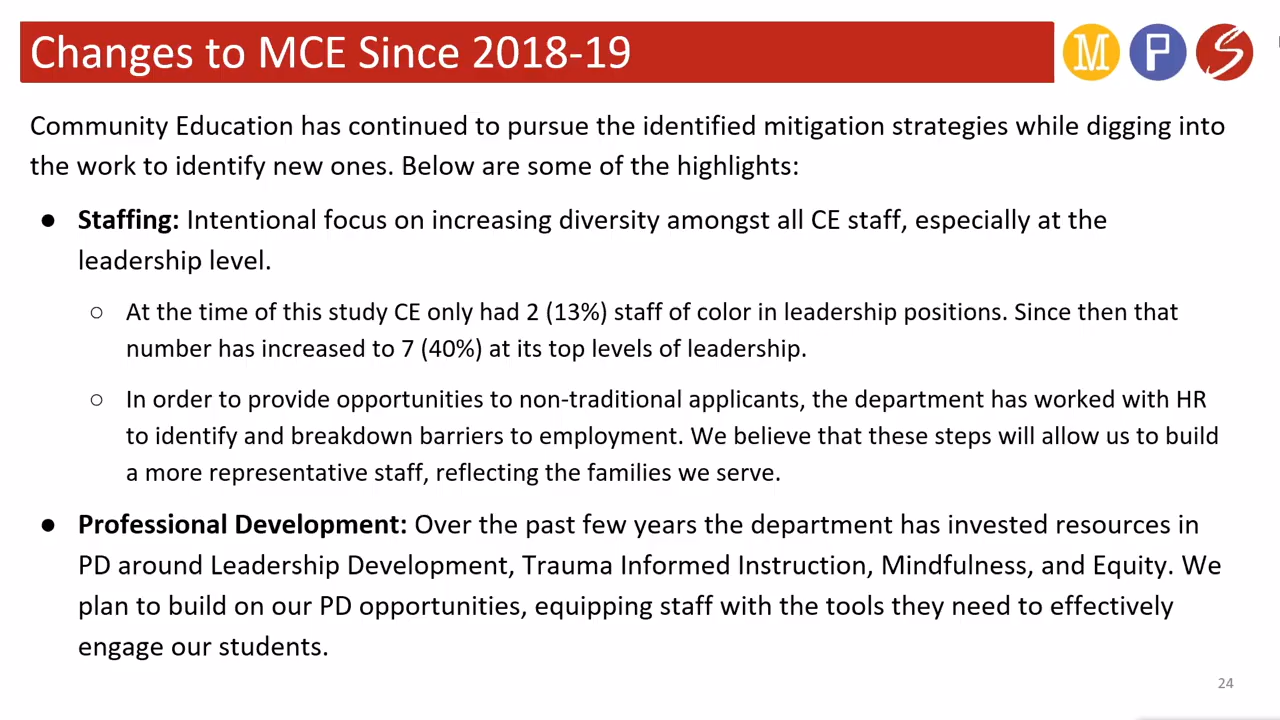 Changes to MCE Since 2018-19
M P S
Community Education has continued to pursue the identified mitigation strategies while digging into
the work to identify new ones. Below are some of the highlights:
● Staffing: Intentional focus on increasing diversity amongst all CE staff, especially at the
leadership level.
○ At the time of this study CE only had 2 (13%) staff of color in leadership positions. Since then that
number has increased to 7 (40%) at its top levels of leadership.
○ In order to provide opportunities to non-traditional applicants, the department has worked with HR
to identify and breakdown barriers to employment. We believe that these steps will allow us to build
a more representative staff, reflecting the families we serve.
● Professional Development: Over the past few years the department has invested resources in
PD around Leadership Development, Trauma Informed Instruction, Mindfulness, and Equity. We
plan to build on our PD opportunities, equipping staff with the tools they need to effectively
engage our students.
24